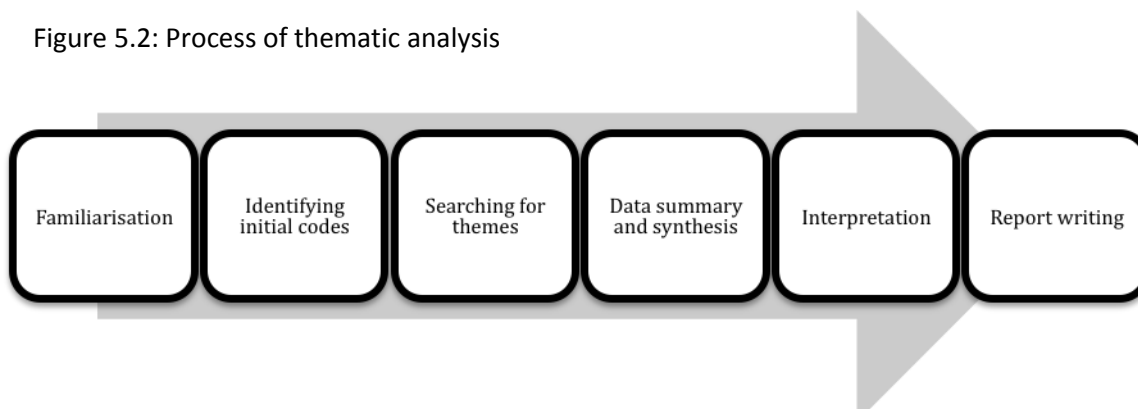 Figure 5.2: Process of thematic analysis
Familiarisation
Identifying
initial codes
Searching for
themes
Data summary
and synthesis
Interpretation
Report writing